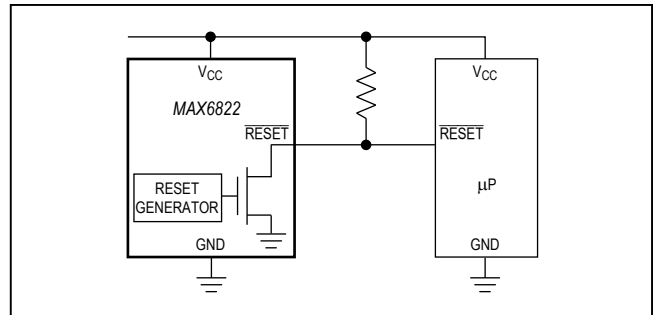 VCC
VCC
MAX6822
RESET
RESET
RESET
GENERATOR
μP
GND
GND